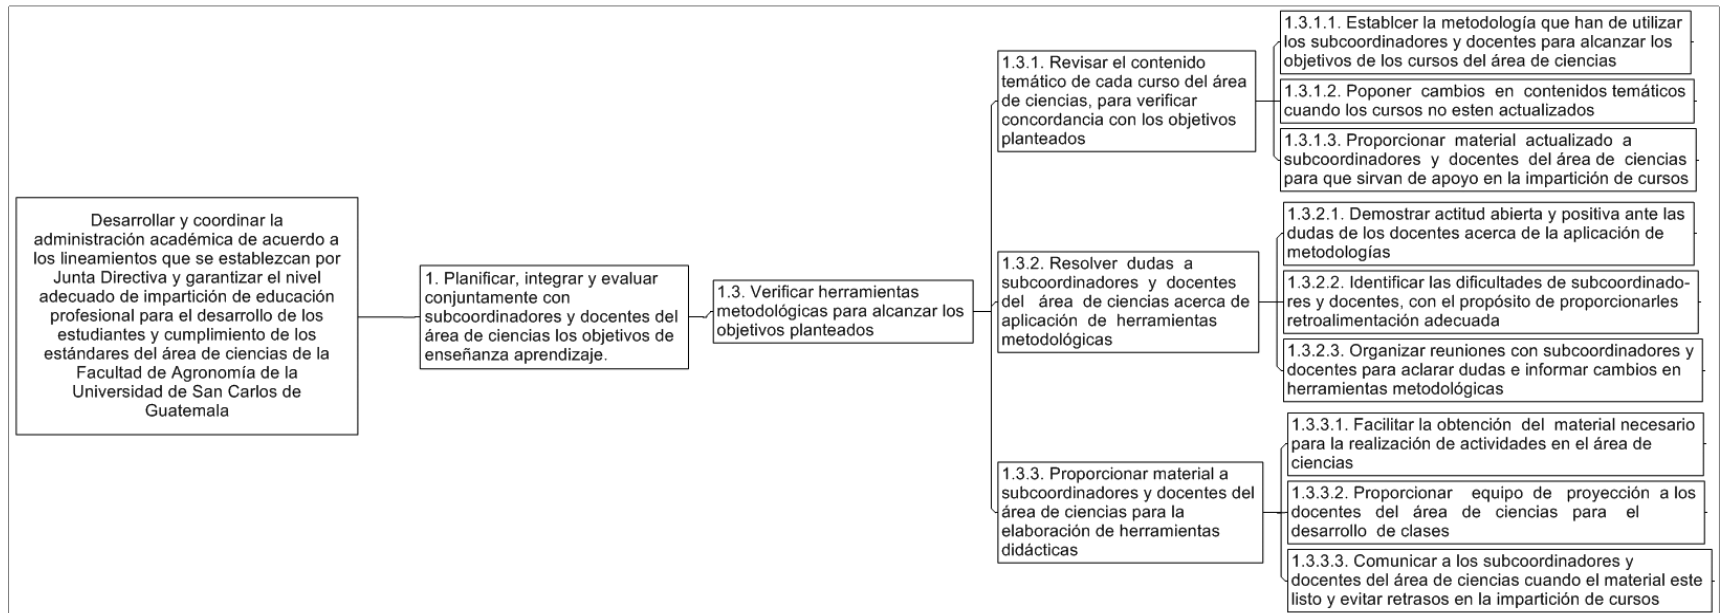 Desarrollar y coordinar la
administración académica de acuerdo a
los lineamientos que se establezcan por
Junta Directiva y garantizar el nivel
adecuado de impartición de educación
profesional para el desarrollo de los
estudiantes y cumplimiento de los
estándares del área de ciencias de la
Facultad de Agronomía de la
Universidad de San Carlos de
Guatemala
1. Planificar, integrar y evaluar
conjuntamente con
subcoordinadores y docentes del
área de ciencias los objetivos de
enseñanza aprendizaje.
1.3. Verificar herramientas
metodológicas para alcanzar los
objetivos planteados
1.3.1. Revisar el contenido
temático de cada curso del área
de ciencias, para verificar
concordancia con los objetivos
planteados
1.3.1.1. Establcer la metodología que han de utilizar
los subcoordinadores y docentes para alcanzar los
objetivos de los cursos del área de ciencias
1.3.1.2. Poponer cambios en contenidos temáticos
cuando los cursos no esten actualizados
1.3.1.3. Proporcionar material actualizado a
subcoordinadores y docentes del área de ciencias
para que sirvan de apoyo en la impartición de cursos
1.3.2. Resolver dudas a
subcoordinadores y docentes
del área de ciencias acerca de
aplicación de herramientas
metodológicas
1.3.2.1. Demostrar actitud abierta y positiva ante las
dudas de los docentes acerca de la aplicación de
metodologías
1.3.2.2. Identificar las dificultades de subcoordinado-
res y docentes, con el propósito de proporcionarles
retroalimentación adecuada
1.3.2.3. Organizar reuniones con subcoordinadores y
docentes para aclarar dudas e informar cambios en
herramientas metodológicas
1.3.3. Proporcionar material a
subcoordinadores y docentes del
área de ciencias para la
elaboración de herramientas
didácticas
1.3.3.1. Facilitar la obtención del material necesario
para la realización de actividades en el área de
ciencias
1.3.3.2. Proporcionar equipo de proyección a los
docentes del área de ciencias para el
desarrollo de clases
1.3.3.3. Comunicar a los subcoordinadores y
docentes del área de ciencias cuando el material este
listo y evitar retrasos en la impartición de cursos